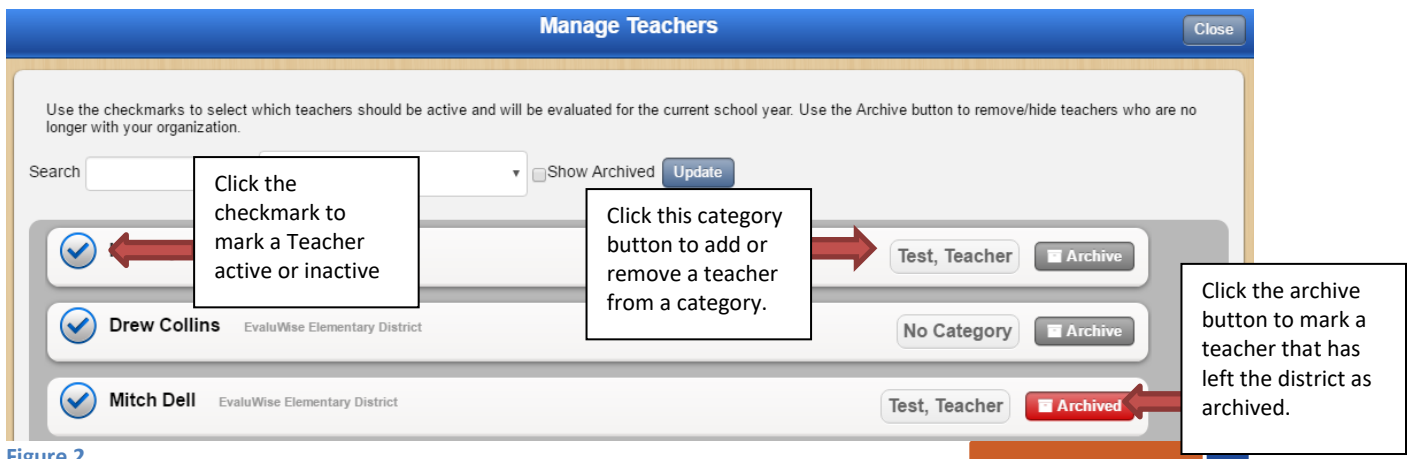 Manage Teachers
Close
Use the checkmarks to select which teachers should be active and will be evaluated for the current school year. Use the Archive button to remove/hide teachers who are no
longer with your organization.
Search
Show Archived
Update
Click the
checkmark to
mark a Teacher
active or inactive
Click this category
button to add or
remove a teacher
from a category.
Test, Teacher
Archive
Drew Collins
EvaluWise Elementary District
No Category
Archive
Mitch Dell
EvaluWise Elementary District
Test, Teacher
Archived
Click the archive
button to mark a
teacher that has
left the district as
archived.
Figure 2